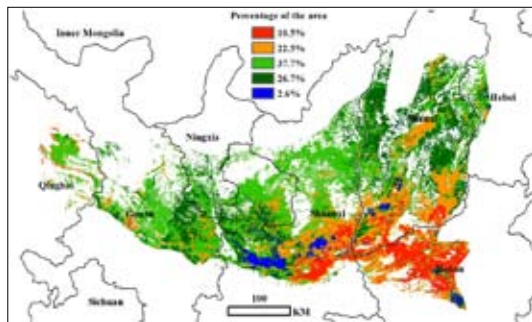 Percentage of the area
10.5%
22.5%
37.7%
26.7%
2.6%
Inner Mongolia
Hebei
Ningxia
Qinghai
Gansu
Shaanxi
Sichuan
100
KM